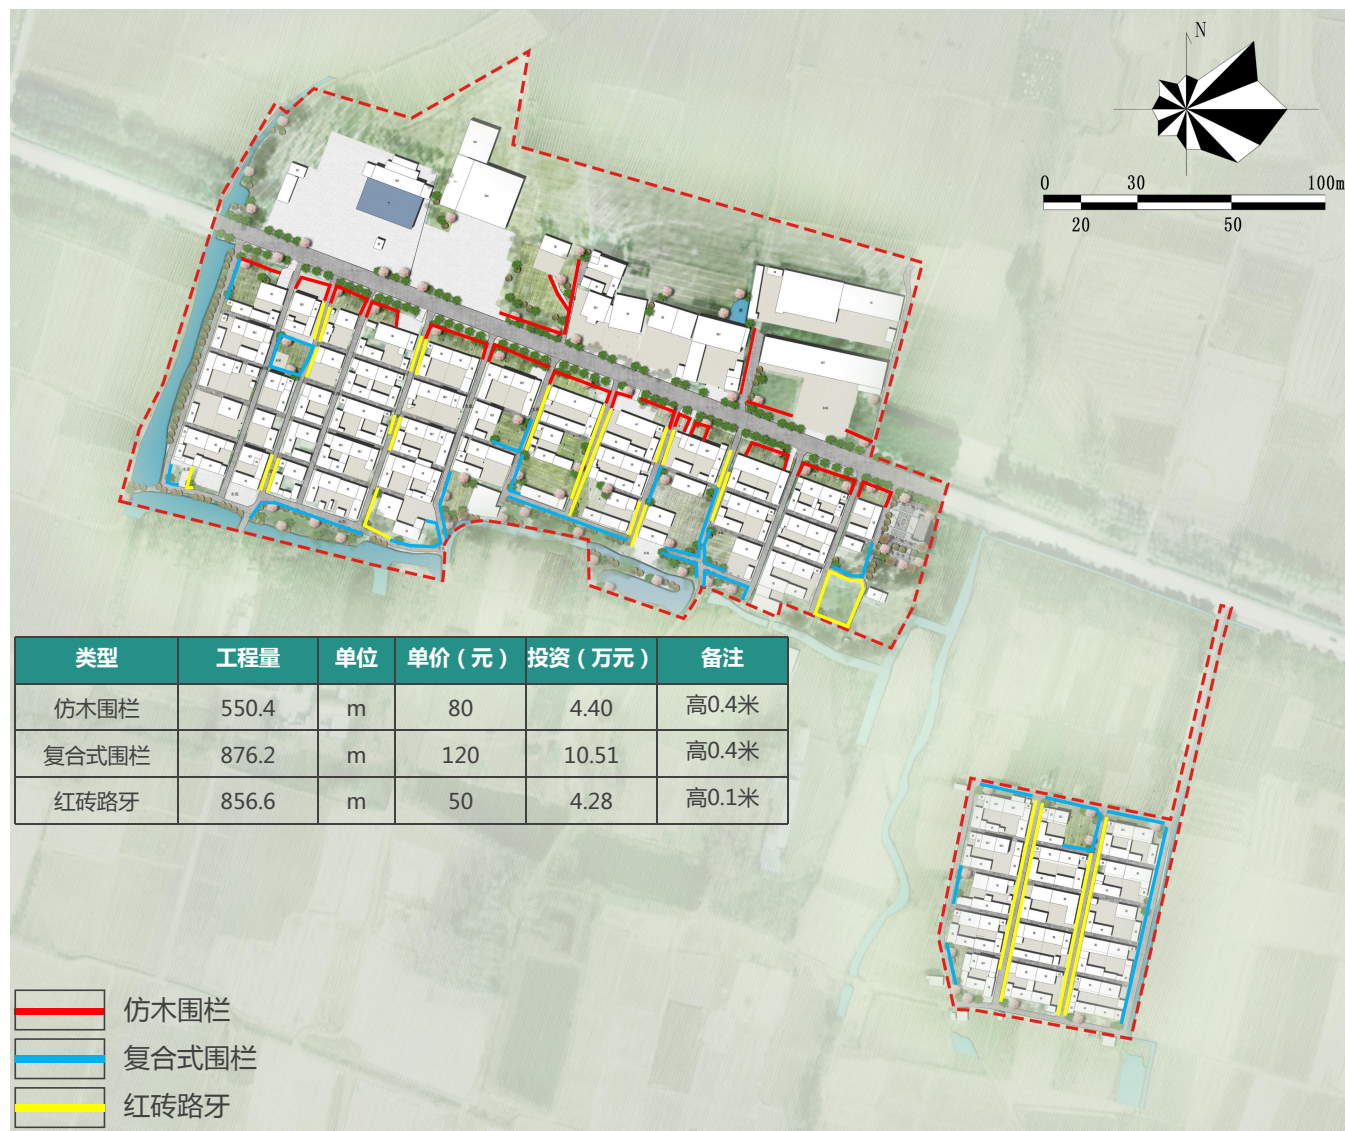 N
0 30 100m
20 50
类型 工程量 单位 单价（元） 投资（万元） 备注
仿木围栏 550.4 m 80 4.40 高0.4米
复合式围栏 876.2 m 120 10.51 高0.4米
红砖路牙 856.6 m 50 4.28 高0.1米
仿木围栏
复合式围栏
红砖路牙